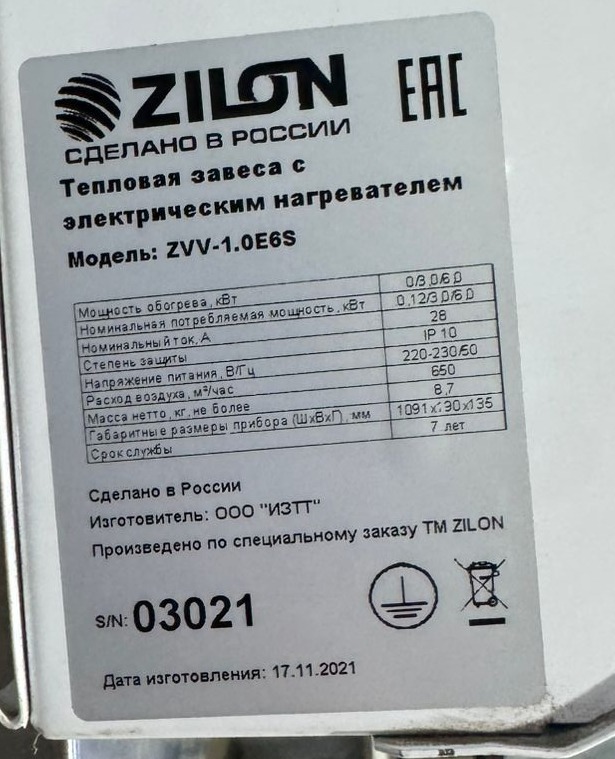 ZILON
ЕАС
СДЕЛАНО В РОССИИ
Тепловая завеса с
электрическим нагревателем
Модель: ZVV-1.0E6S
Мощность обогрева, кВт 0/3,0/6,0
Номинальная потребляемая мощность, кВт 0,12/3,0/6,0
Номинальный ток, А 28
Степень защиты IP 10
Напряжение питания, В/Гц 220-230/50
Расход воздуха, м³/час 650
Масса нетто, кг, не более 8,7
Габаритные размеры прибора (ШхВхГ), мм
Срок службы 7 лет
Сделано в России
Изготовитель: ООО "ИЗТТ"
Произведено по специальному заказу ТМ ZILON
S/N: 03021
Дата изготовления: 17.11.2021